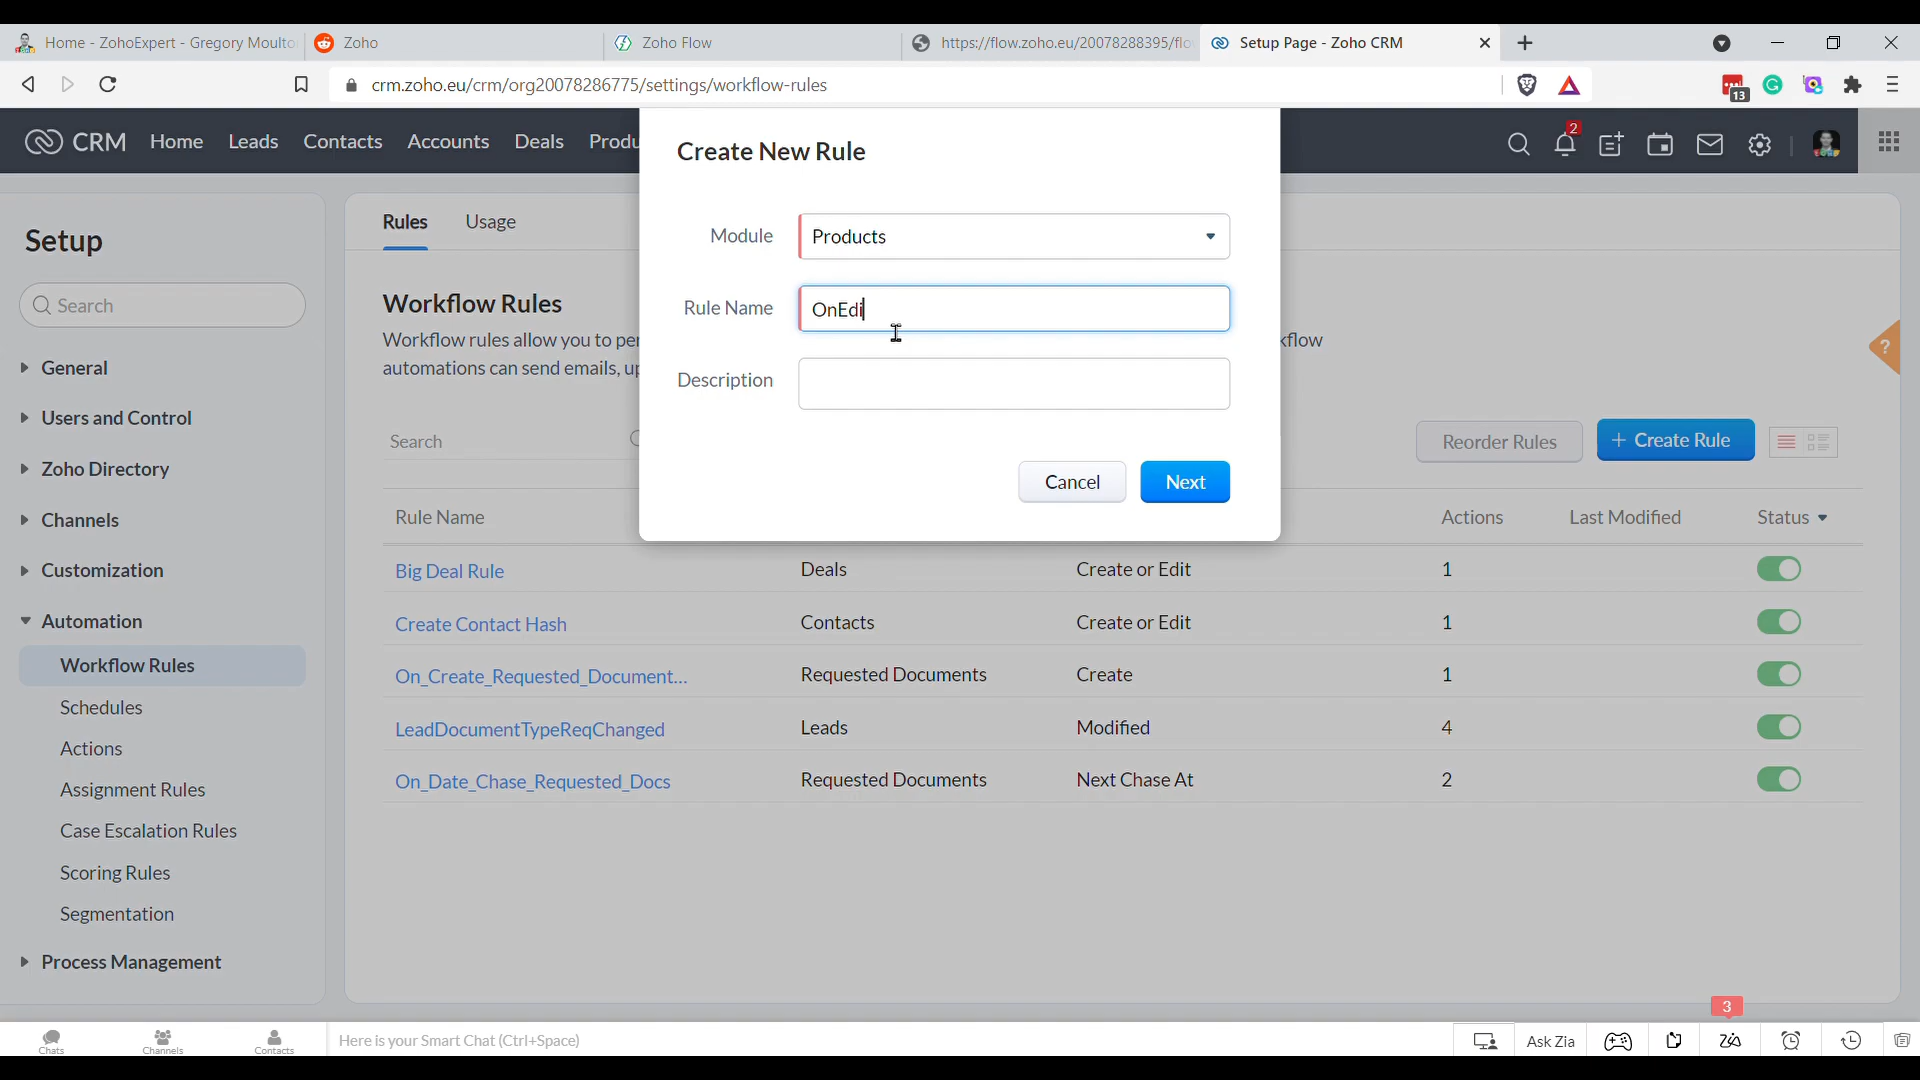 Home - ZohoExpert - Gregory Moulto
Zoho
Zoho Flow
https://flow.zoho.eu/20078288395/flo
Setup Page - Zoho CRM
crm.zoho.eu/crm/org20078286775/settings/workflow-rules
13
CRM
Home
Leads
Contacts
Accounts
Deals
Produ
2
Create New Rule
Module
Products
Rule Name
OnEdi
Description
Cancel
Next
Setup
Search
General
Users and Control
Zoho Directory
Channels
Customization
Automation
Workflow Rules
Schedules
Actions
Assignment Rules
Case Escalation Rules
Scoring Rules
Segmentation
Process Management
Rules
Usage
Workflow Rules
Workflow rules allow you to per kflow
automations can send emails, up
?
Search
Reorder Rules
+ Create Rule
Rule Name Actions Last Modified Status
Big Deal Rule Deals Create or Edit 1
Create Contact Hash Contacts Create or Edit 1
On_Create_Requested_Document... Requested Documents Create 1
LeadDocumentTypeReqChanged Leads Modified 4
On_Date_Chase_Requested_Docs Requested Documents Next Chase At 2
3
Chats
Channels
Contacts
Here is your Smart Chat (Ctrl+Space)
Ask Zia